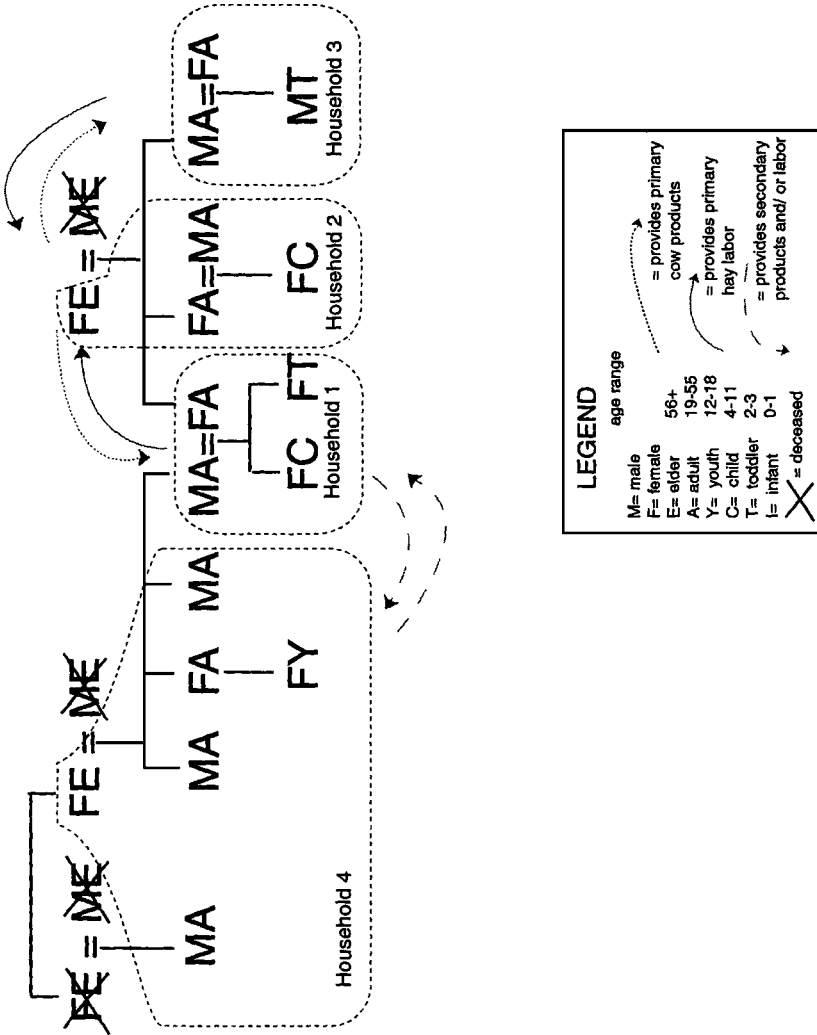 FE = ME
FE = ME
FE = ME
MA
MA
FA
MA
MA=FA
FA=MA
MA=FA
FY
FC
FT
FC
MT
Household 1
Household 2
Household 3
Household 4
LEGEND
age range
M= male
F= female
E= elder 56+
A= adult 19-55
Y= youth 12-18
C= child 4-11
T= toddler 2-3
I= infant 0-1
= deceased
= provides primary
cow products
= provides primary
hay labor
= provides secondary
products and/ or labor